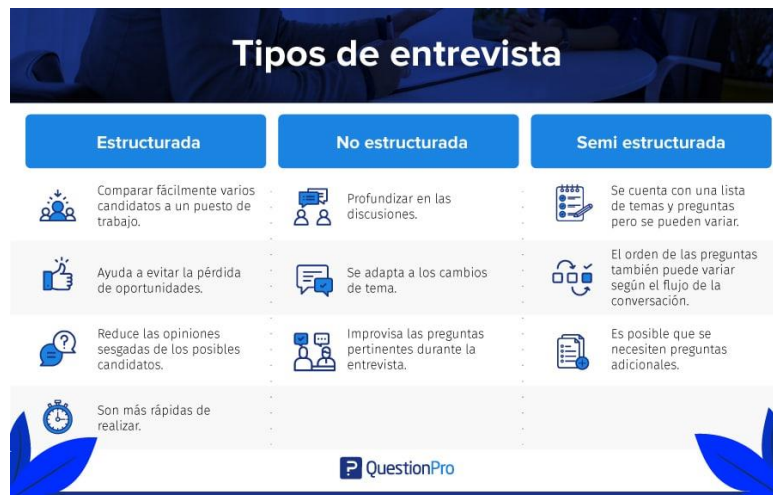 Tipos de entrevista
Estructurada
Comparar fácilmente varios
candidatos a un puesto de
trabajo.
Ayuda a evitar la pérdida
de oportunidades.
Reduce las opiniones
sesgadas de los posibles
candidatos.
Son más rápidas de
realizar.
No estructurada
Profundizar en las
discusiones.
Se adapta a los cambios
de tema.
Improvisa las preguntas
pertinentes durante la
entrevista.
Semi estructurada
Se cuenta con una lista
de temas y preguntas
pero se pueden variar.
El orden de las preguntas
también puede variar
según el flujo de la
conversación.
Es posible que se
necesiten preguntas
adicionales.
QuestionPro